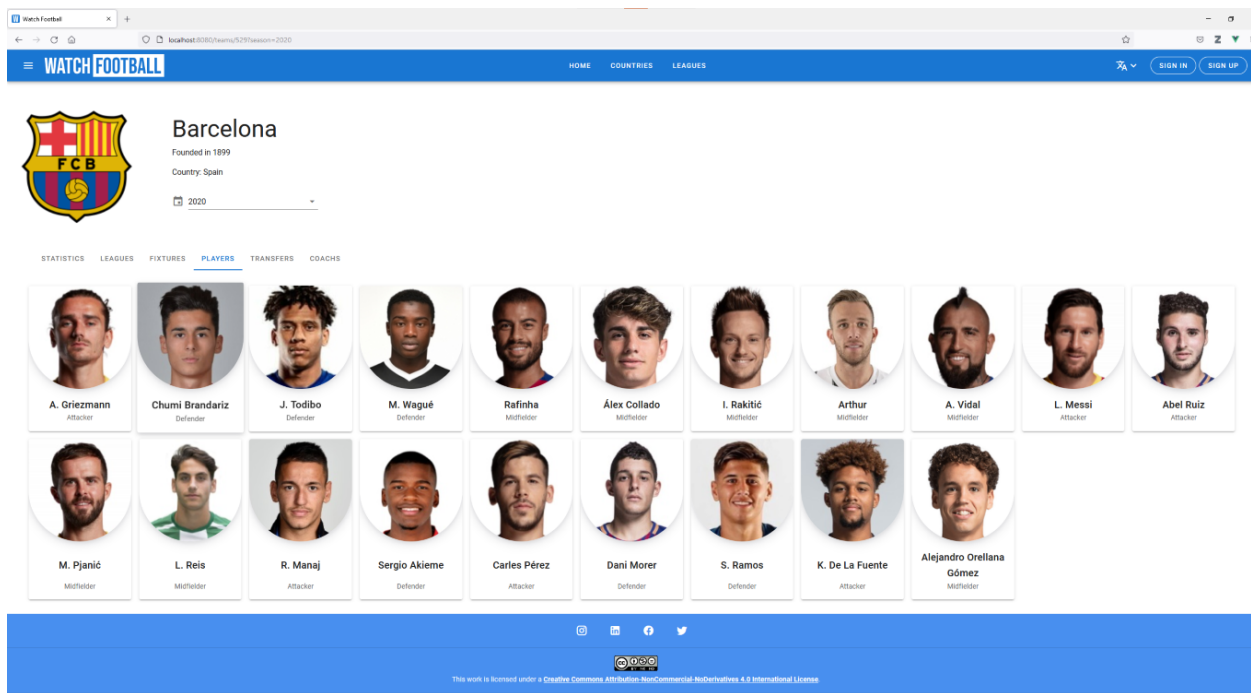 Watch Football
localhost:8080/teams/529?season=2020
WATCH FOOTBALL
HOME COUNTRIES LEAGUES
SIGN IN SIGN UP
FCB
Barcelona
Founded in 1899
Country: Spain
2020
STATISTICS LEAGUES FIXTURES PLAYERS TRANSFERS COACHS
A. Griezmann Chumi Brandariz J. Todibo M. Wagué Rafinha Álex Collado I. Rakitić Arthur A. Vidal L. Messi Abel Ruiz
Attacker Defender Defender Defender Midfielder Midfielder Midfielder Midfielder Midfielder Attacker Attacker
M. Pjanić L. Reis R. Manaj Sergio Akieme Carles Pérez Dani Morer S. Ramos K. De La Fuente Alejandro Orellana
Gómez
Midfielder Midfielder Attacker Defender Attacker Defender Defender Attacker Midfielder
BY NC ND
This work is licensed under a Creative Commons Attribution-NonCommercial-NoDerivatives 4.0 International License.